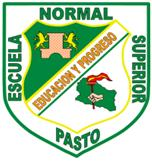 NORMAL
ESCUELA
SUPERIOR
EDUCACION Y PROGRESO
PASTO